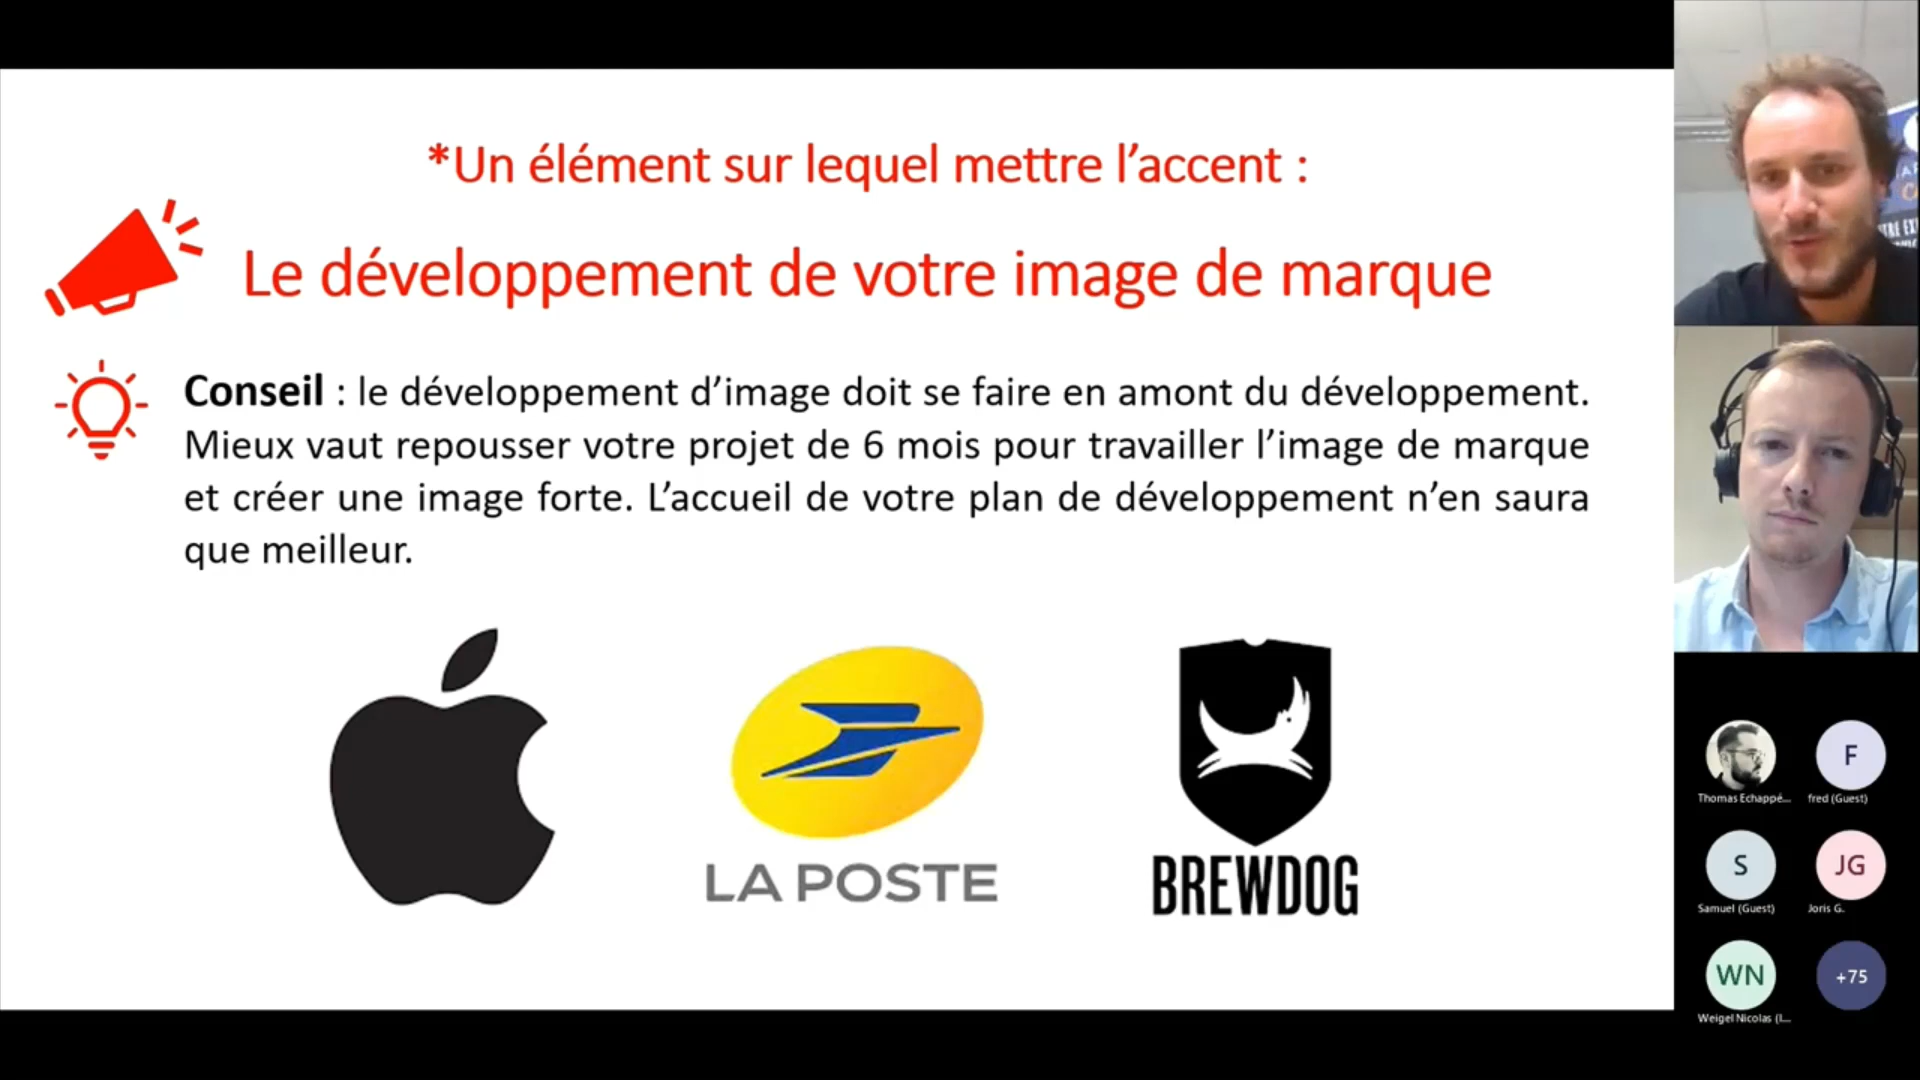 *Un élément sur lequel mettre l’accent :
Le développement de votre image de marque
Conseil : le développement d’image doit se faire en amont du développement.
Mieux vaut repousser votre projet de 6 mois pour travailler l’image de marque
et créer une image forte. L’accueil de votre plan de développement n’en saura
que meilleur.
LA POSTE
BREWDOG
Thomas Echappé...
F
fred (Guest)
S
Samuel (Guest)
JG
Joris G.
WN
Weigel Nicolas (I...
+75